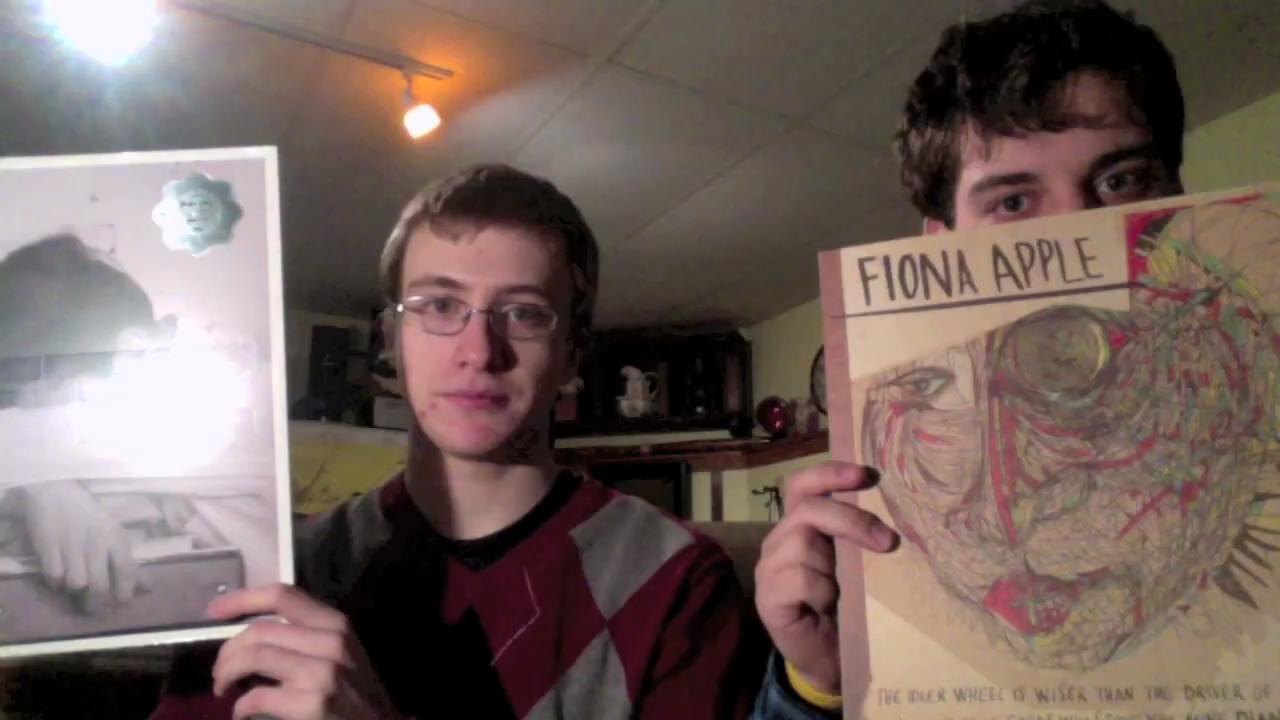 FIONA APPLE
THE IDLER WHEEL IS WISER THAN THE DRIVER OF